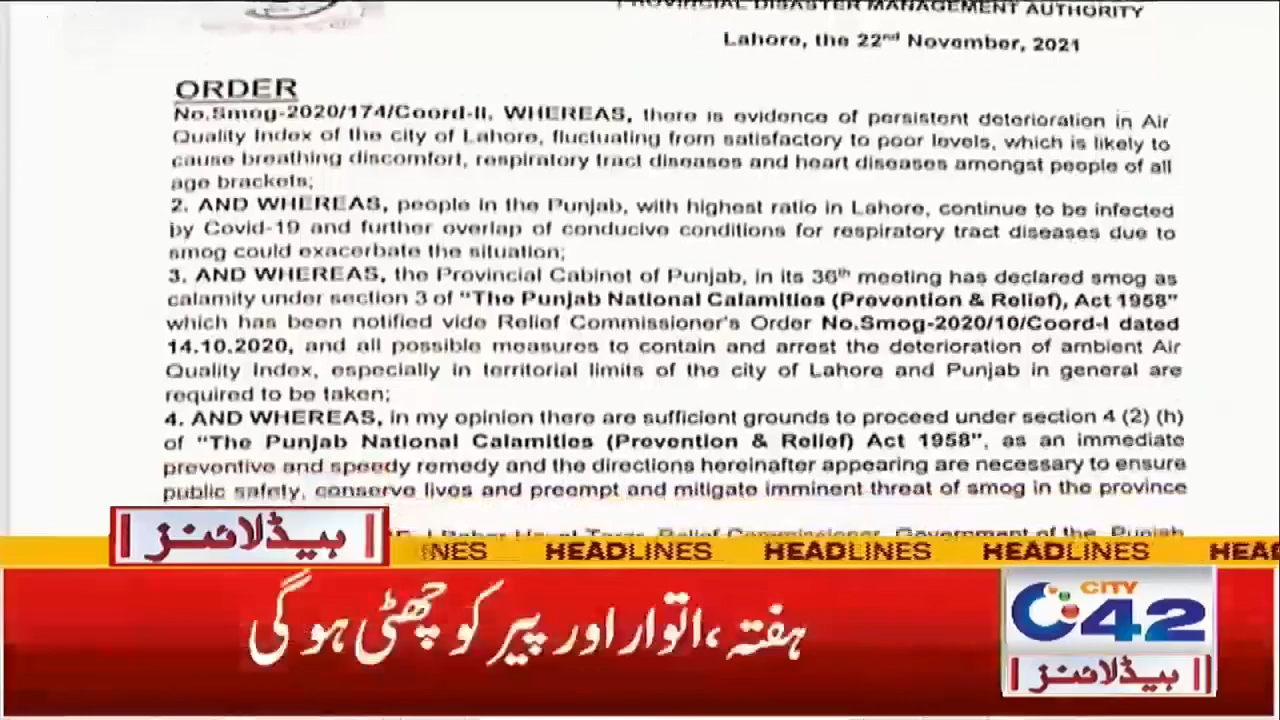 PROVINCIAL DISASTER MANAGEMENT AUTHORITY
Lahore, the 22nd November, 2021
ORDER
No.Smog-2020/174/Coord-II, WHEREAS, there is evidence of persistent deterioration in Air
Quality Index of the city of Lahore, fluctuating from satisfactory to poor levels, which is likely to
cause breathing discomfort, respiratory tract diseases and heart diseases amongst people of all
age brackets;
2. AND WHEREAS, people in the Punjab, with highest ratio in Lahore, continue to be infected
by Covid-19 and further overlap of conducive conditions for respiratory tract diseases due to
smog could exacerbate the situation;
3. AND WHEREAS, the Provincial Cabinet of Punjab, in its 36th meeting has declared smog as
calamity under section 3 of "The Punjab National Calamities (Prevention & Relief), Act 1958"
which has been notified vide Relief Commissioner's Order No.Smog-2020/10/Coord-I dated
14.10.2020, and all possible measures to contain and arrest the deterioration of ambient Air
Quality Index, especially in territorial limits of the city of Lahore and Punjab in general are
required to be taken;
4. AND WHEREAS, in my opinion there are sufficient grounds to proceed under section 4 (2) (h)
of "The Punjab National Calamities (Prevention & Relief) Act 1958", as an immediate
preventive and speedy remedy and the directions hereinafter appearing are necessary to ensure
public safety, conserve lives and preempt and mitigate imminent threat of smog in the province
Relief Commissioner, Government of the Punjab
ہیڈلائنز
INES HEADLINES HEADLINES HEADLINES HEA
ہفتہ، اتوار اور پیر کو چھٹی ہو گی
CITY
42
ہیڈلائنز